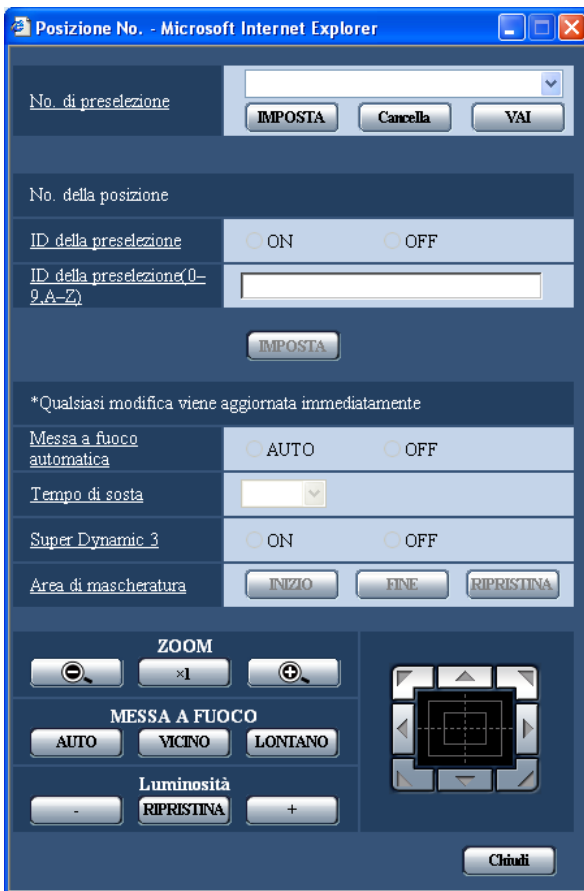 Posizione No. - Microsoft Internet Explorer
No. di preselezione
IMPOSTA Cancella VAI
No. della posizione
ID della preselezione ON OFF
ID della preselezione(0–
9,A–Z)
IMPOSTA
*Qualsiasi modifica viene aggiornata immediatamente
Messa a fuoco
automatica
AUTO OFF
Tempo di sosta
Super Dynamic 3 ON OFF
Area di mascheratura INIZIO FINE RIPRISTINA
ZOOM
×1
MESSA A FUOCO
AUTO VICINO LONTANO
Luminosità
- RIPRISTINA +
Chiudi